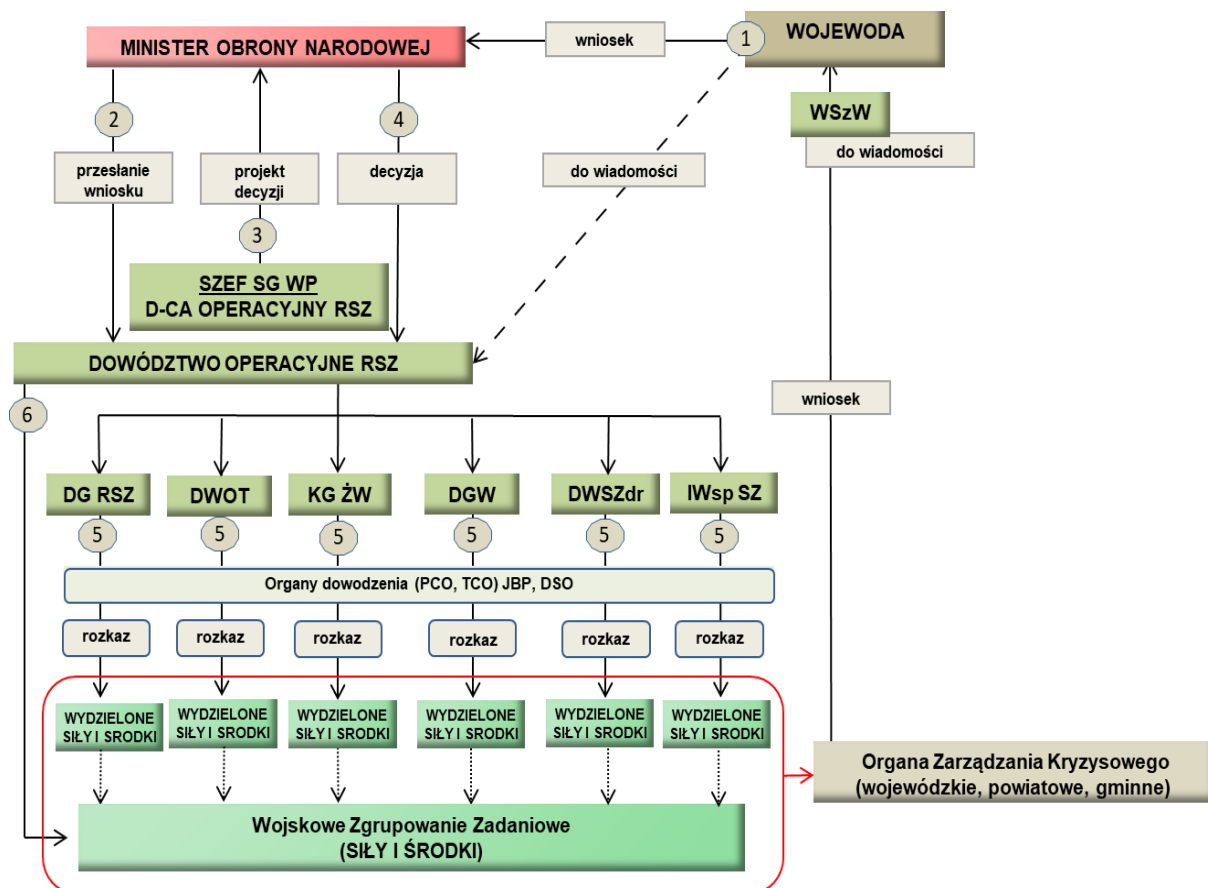 MINISTER OBRONY NARODOWEJ
wniosek
1
WOJEWODA
WSzW
do wiadomości
2
4
przesłanie
wniosku
projekt
decyzji
decyzja
do wiadomości
3
SZEF SG WP
D-CA OPERACYJNY RSZ
DOWÓDZTWO OPERACYJNE RSZ
6
wniosek
DG RSZ
DWOT
KG ŻW
DGW
DWSZdr
IWsp SZ
5
5
5
5
5
5
Organy dowodzenia (PCO, TCO) JBP, DSO
rozkaz
rozkaz
rozkaz
rozkaz
rozkaz
rozkaz
WYDZIELONE
SIŁY I SRODKI
WYDZIELONE
SIŁY I SRODKI
WYDZIELONE
SIŁY I SRODKI
WYDZIELONE
SIŁY I SRODKI
WYDZIELONE
SIŁY I SRODKI
WYDZIELONE
SIŁY I SRODKI
Organa Zarządzania Kryzysowego
(wojewódzkie, powiatowe, gminne)
Wojskowe Zgrupowanie Zadaniowe
(SIŁY I ŚRODKI)